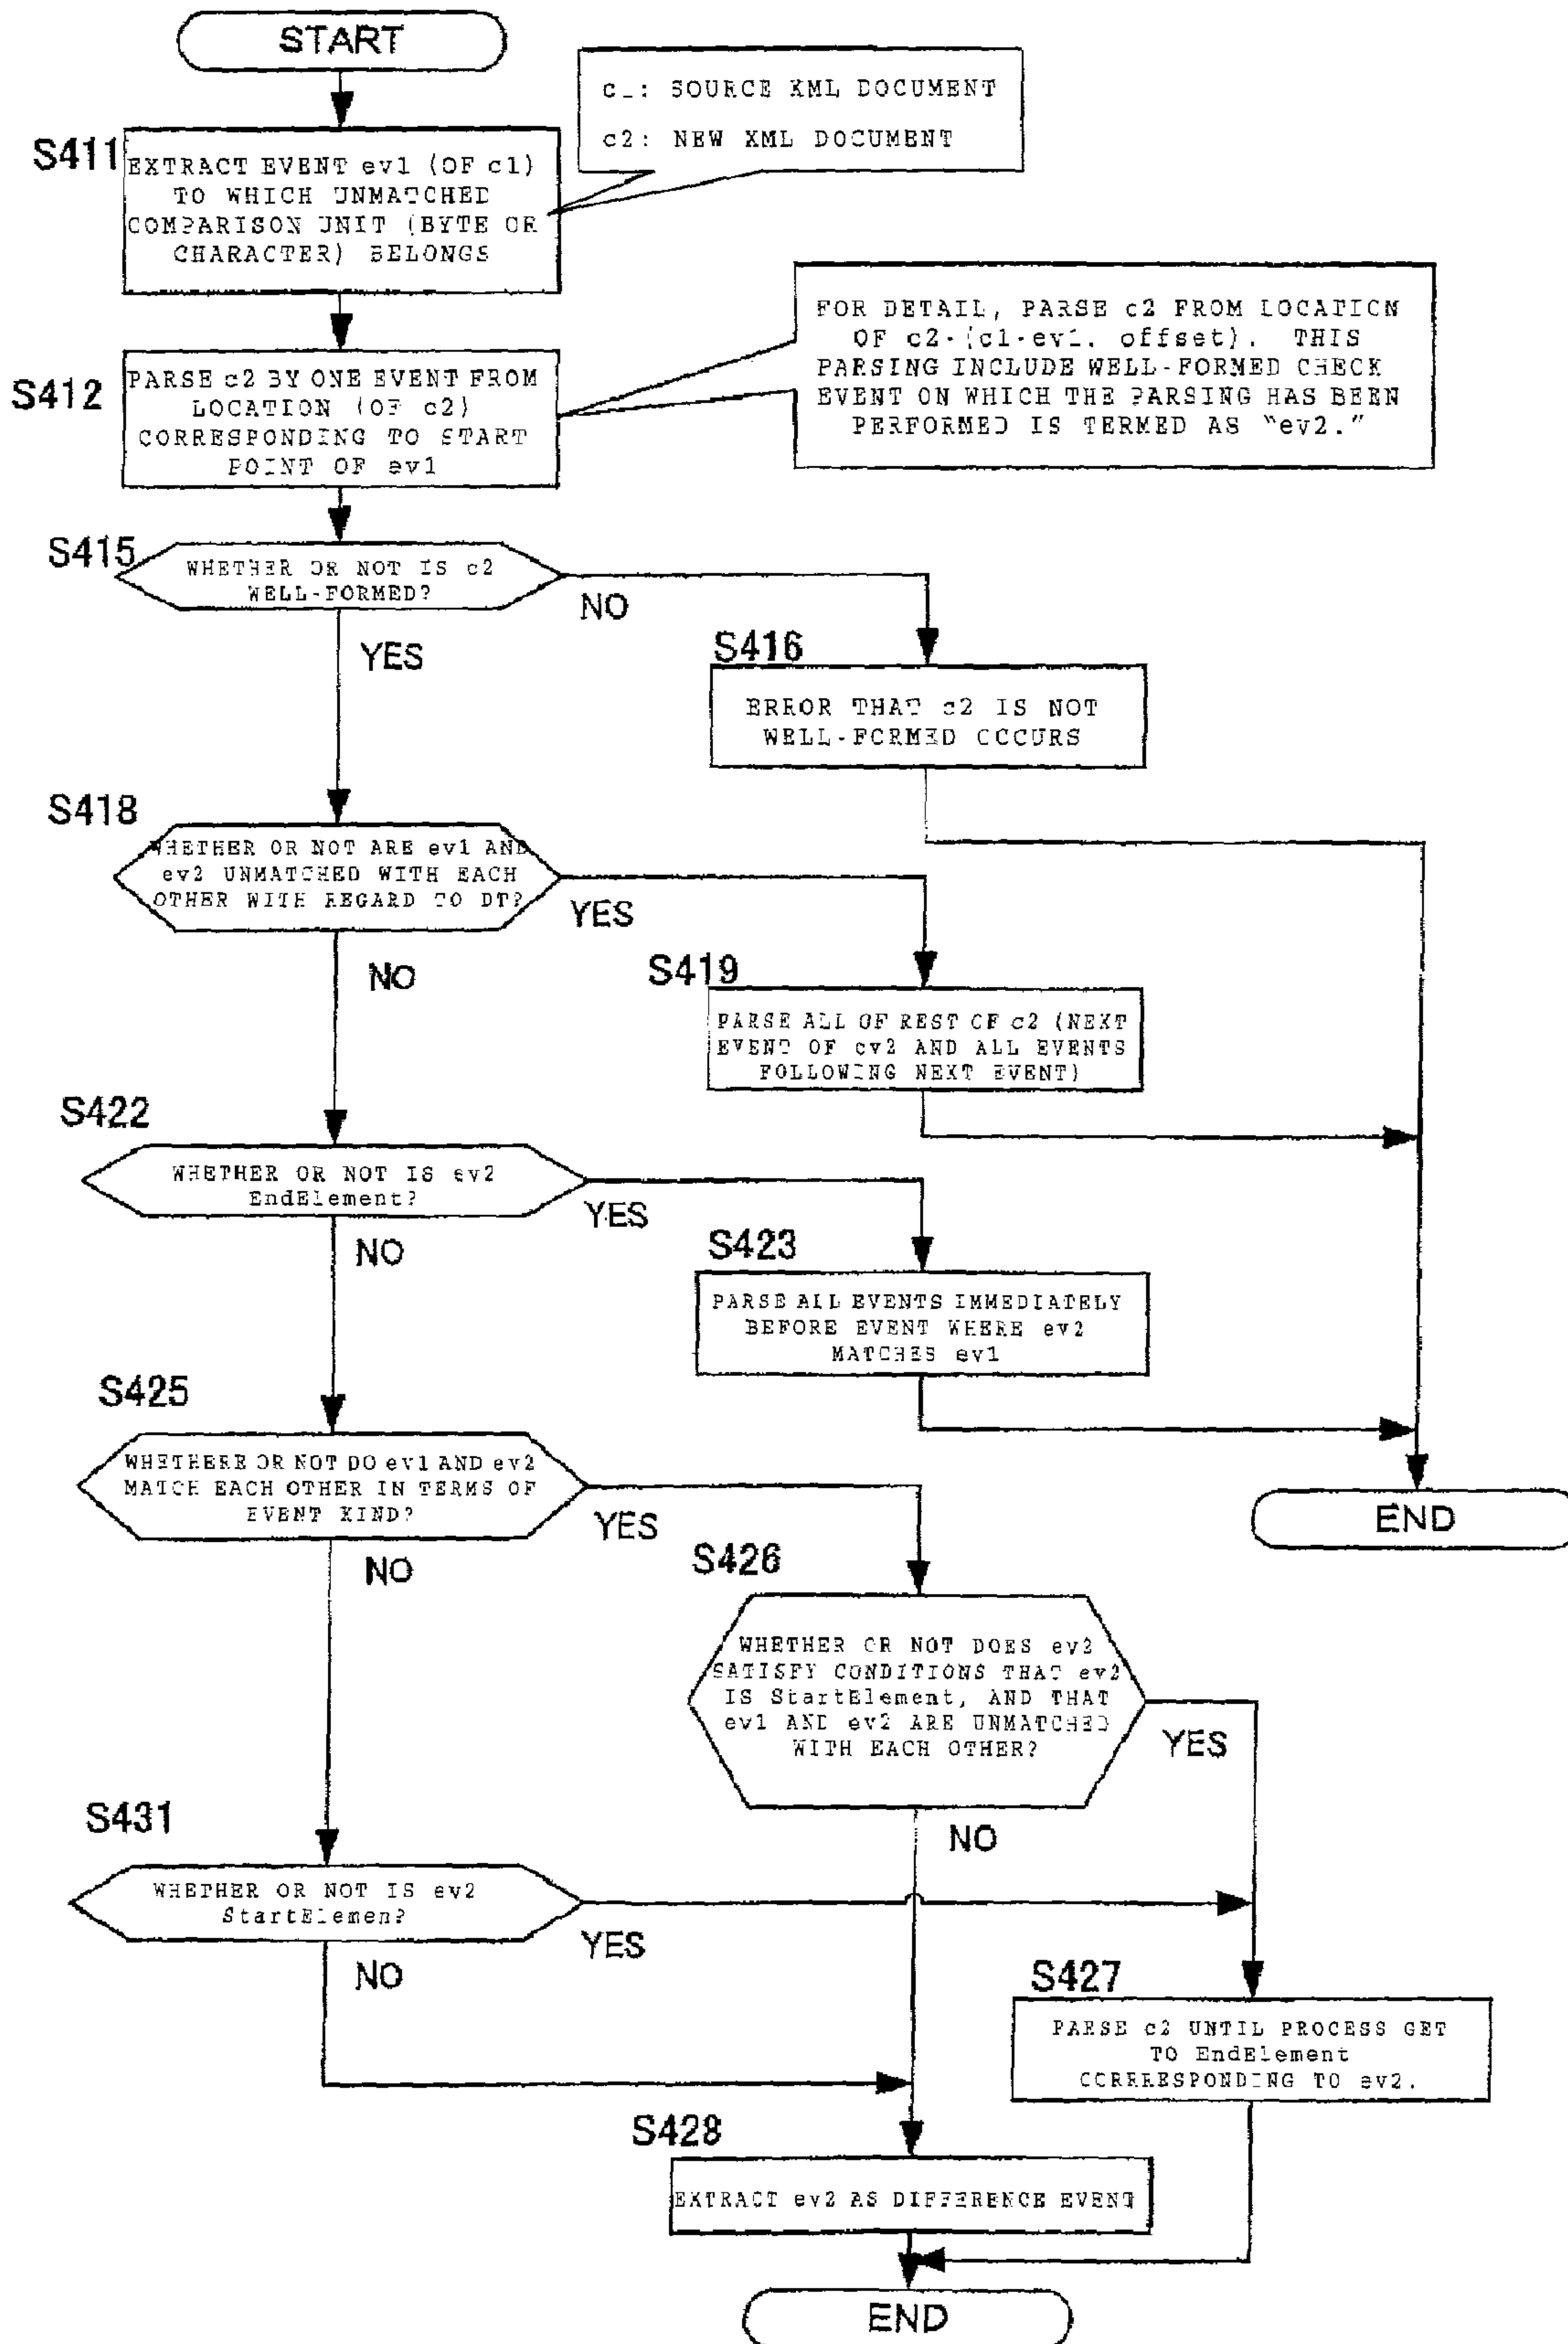 START
c1: SOURCE XML DOCUMENT
c2: NEW XML DOCUMENT
S411
EXTRACT EVENT ev1 (OF c1)
TO WHICH UNMATCHED
COMPARISON UNIT (BYTE OR
CHARACTER) BELONGS
FOR DETAIL, PARSE c2 FROM LOCATION
OF c2-(c1-ev1. offset). THIS
PARSING INCLUDE WELL-FORMED CHECK
EVENT ON WHICH THE PARSING HAS BEEN
PERFORMED IS TERMED AS "ev2."
S412
PARSE c2 BY ONE EVENT FROM
LOCATION (OF c2)
CORRESPONDING TO START
POINT OF ev1
S415
WHETHER OR NOT IS c2
WELL-FORMED?
NO
YES
S416
ERROR THAT c2 IS NOT
WELL-FORMED OCCURS
S418
WHETHER OR NOT ARE ev1 AND
ev2 UNMATCHED WITH EACH
OTHER WITH REGARD TO DT?
YES
NO
S419
PARSE ALL OF REST OF c2 (NEXT
EVENT OF ev2 AND ALL EVENTS
FOLLOWING NEXT EVENT)
S422
WHETHER OR NOT IS ev2
EndElement?
YES
NO
S423
PARSE ALL EVENTS IMMEDIATELY
BEFORE EVENT WHERE ev2
MATCHES ev1
S425
WHETHERE OR NOT DO ev1 AND ev2
MATCH EACH OTHER IN TERMS OF
EVENT KIND?
YES
NO
END
S426
WHETHER OR NOT DOES ev2
SATISFY CONDITIONS THAT ev2
IS StartElement, AND THAT
ev1 AND ev2 ARE UNMATCHED
WITH EACH OTHER?
YES
NO
S431
WHETHER OR NOT IS ev2
StartElemen?
YES
NO
S427
PARSE c2 UNTIL PROCESS GET
TO EndElement
CORRRESPONDING TO ev2.
S428
EXTRACT ev2 AS DIFFERENCE EVENT
END